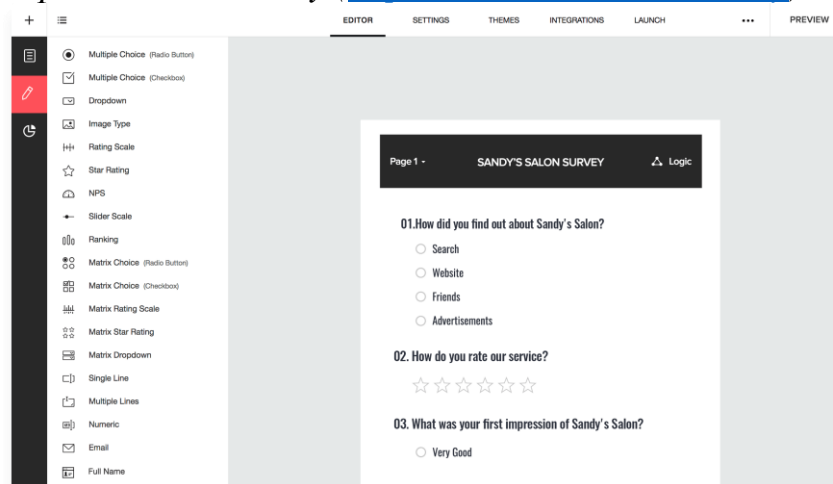 EDITOR SETTINGS THEMES INTEGRATIONS LAUNCH PREVIEW
Multiple Choice (Radio Button)
Multiple Choice (Checkbox)
Dropdown
Image Type
Rating Scale
Star Rating
NPS
Slider Scale
Ranking
Matrix Choice (Radio Button)
Matrix Choice (Checkbox)
Matrix Rating Scale
Matrix Star Rating
Matrix Dropdown
Single Line
Multiple Lines
Numeric
Email
Full Name
Page 1 - SANDY'S SALON SURVEY Logic
01.How did you find out about Sandy's Salon?
Search
Website
Friends
Advertisements
02. How do you rate our service?
03. What was your first impression of Sandy's Salon?
Very Good